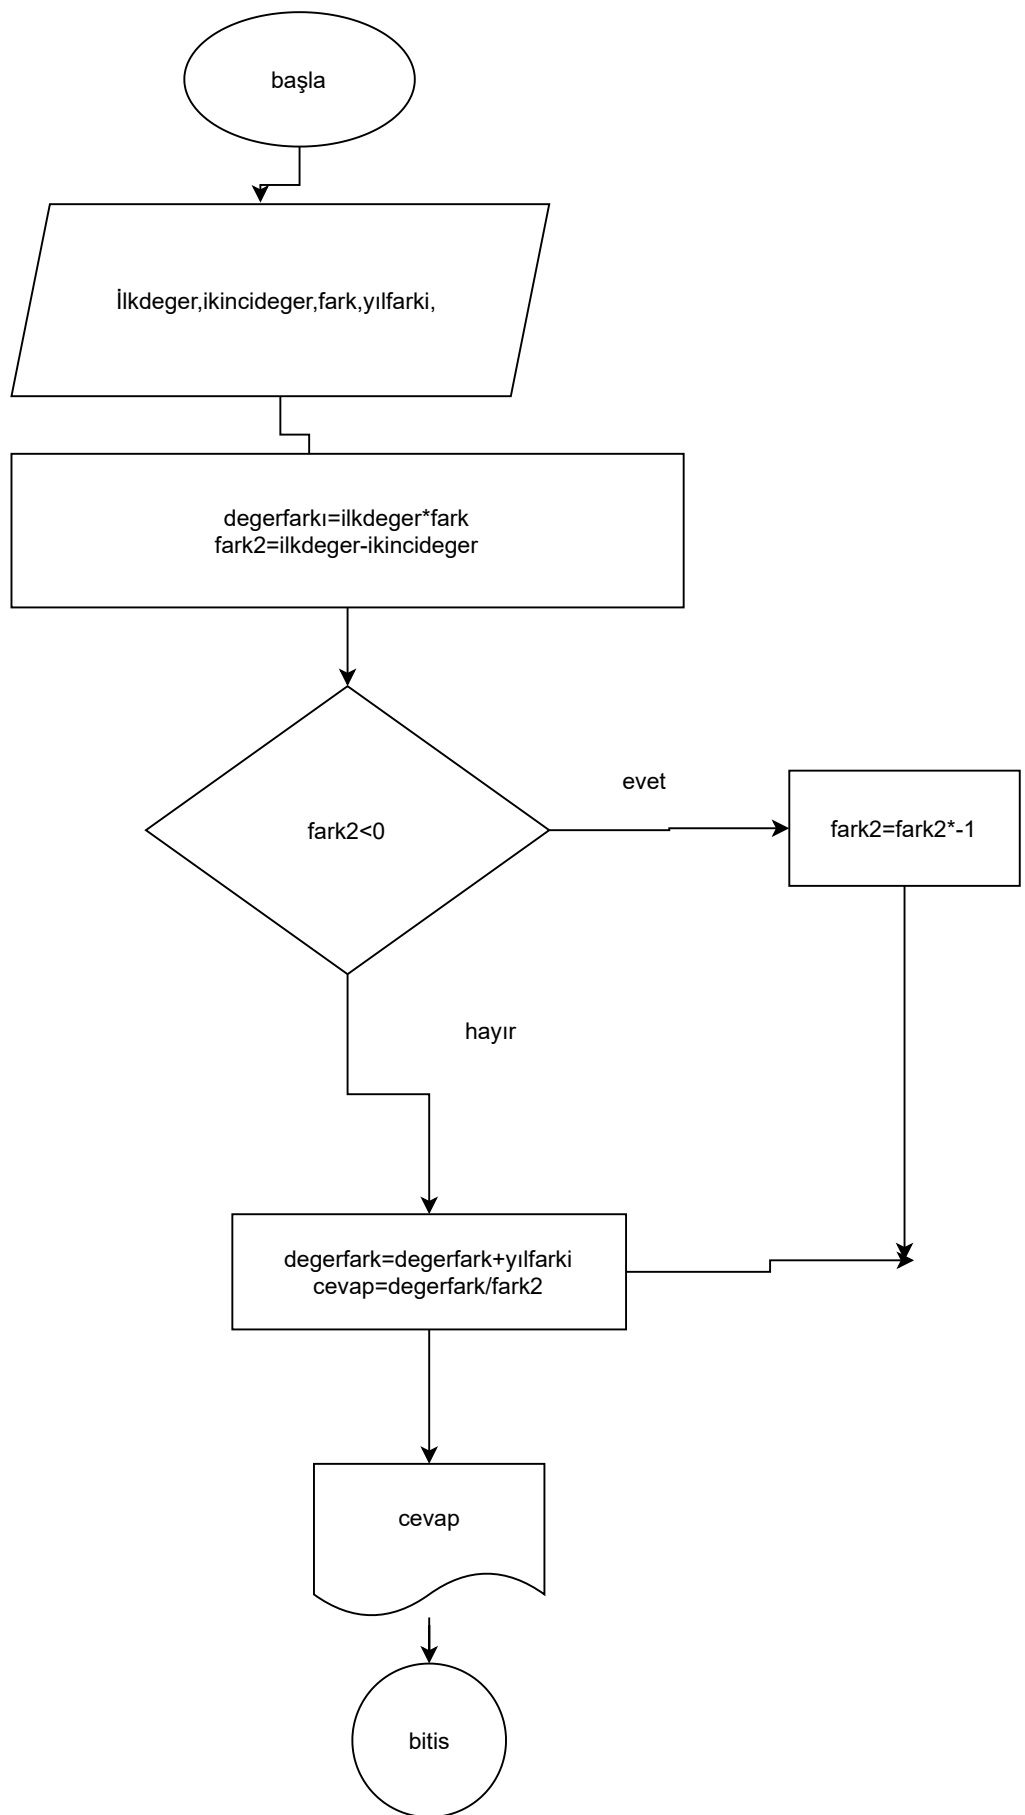 başla
İlkdeger,ikincideger,fark,yılfarki,
degerfarkı=ilkdeger*fark
fark2=ilkdeger-ikincideger
fark2<0
evet
fark2=fark2*-1
hayır
degerfark=degerfark+yılfarki
cevap=degerfark/fark2
cevap
bitis